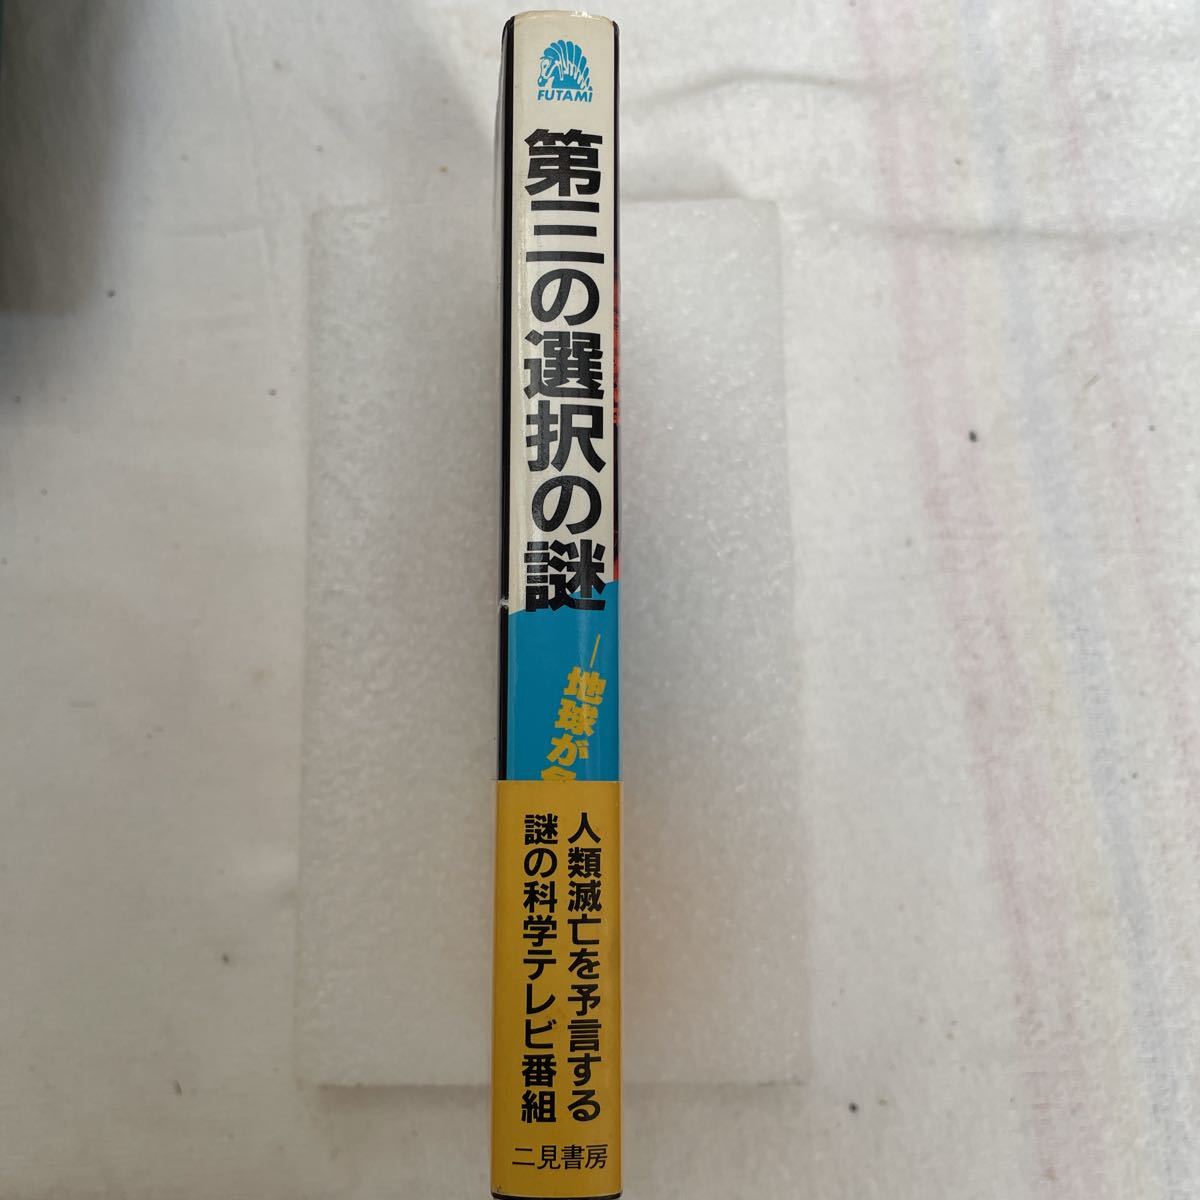 FUTAMI
第三の選択の謎
―地球が
人類滅亡を予言する
謎の科学テレビ番組
二見書房